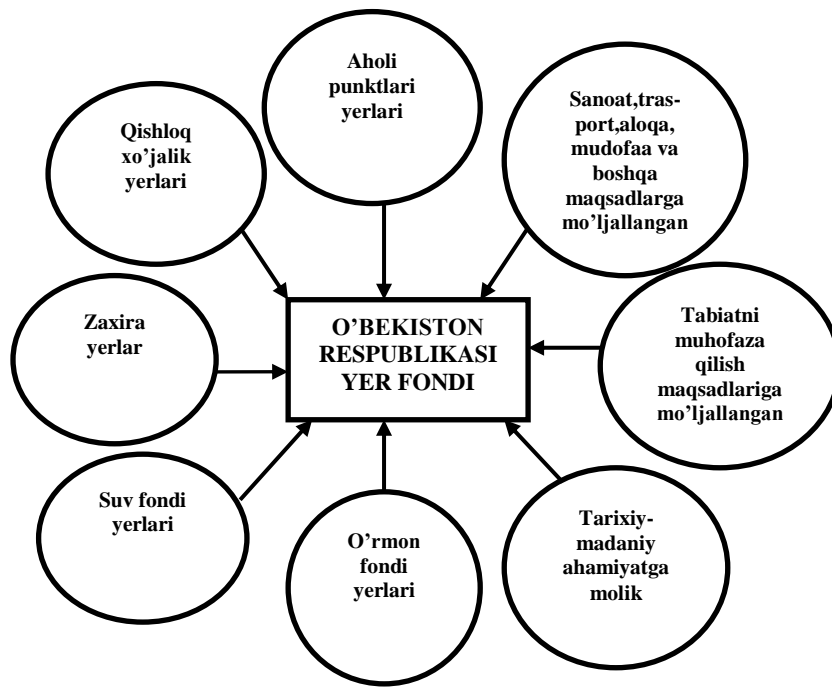 Aholi
punktlari
yerlari
Sanoat,tras-
port,aloqa,
mudofaa va
boshqa
maqsadlarga
mo’ljallangan
Qishloq
xo’jalik
yerlari
Zaxira
yerlar
O’BEKISTON
RESPUBLIKASI
YER FONDI
Tabiatni
muhofaza
qilish
maqsadlariga
mo’ljallangan
Suv fondi
yerlari
O’rmon
fondi
yerlari
Tarixiy-
madaniy
ahamiyatga
molik